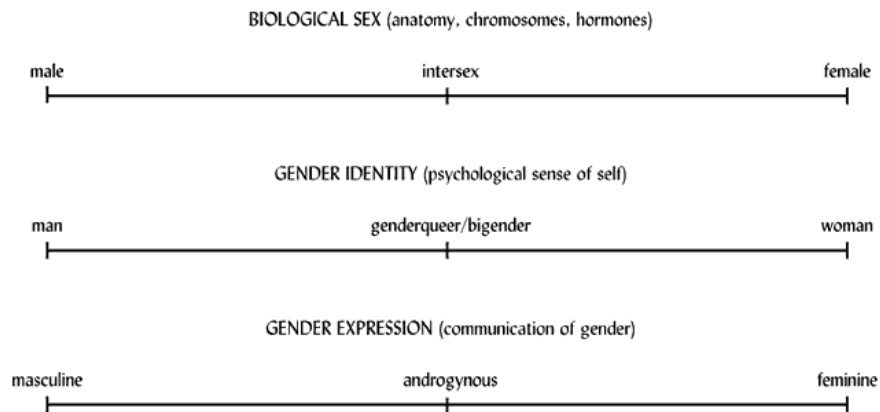 BIOLOGICAL SEX (anatomy, chromosomes, hormones)
male intersex female
GENDER IDENTITY (psychological sense of self)
man genderqueer/bigender woman
GENDER EXPRESSION (communication of gender)
masculine androgynous feminine